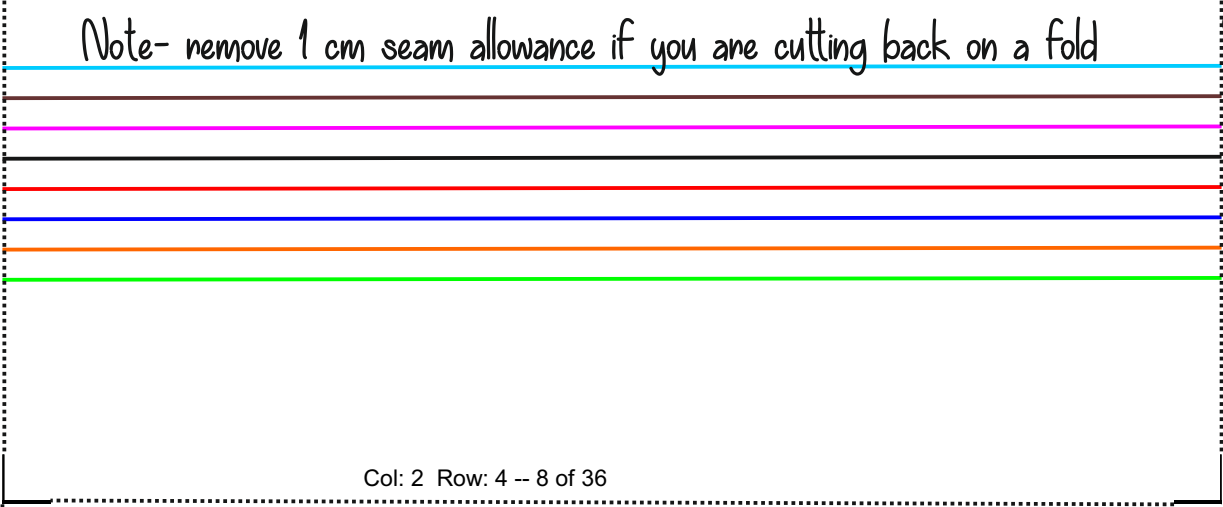 Note- remove 1 cm seam allowance if you are cutting back on a fold
Col: 2 Row: 4 -- 8 of 36